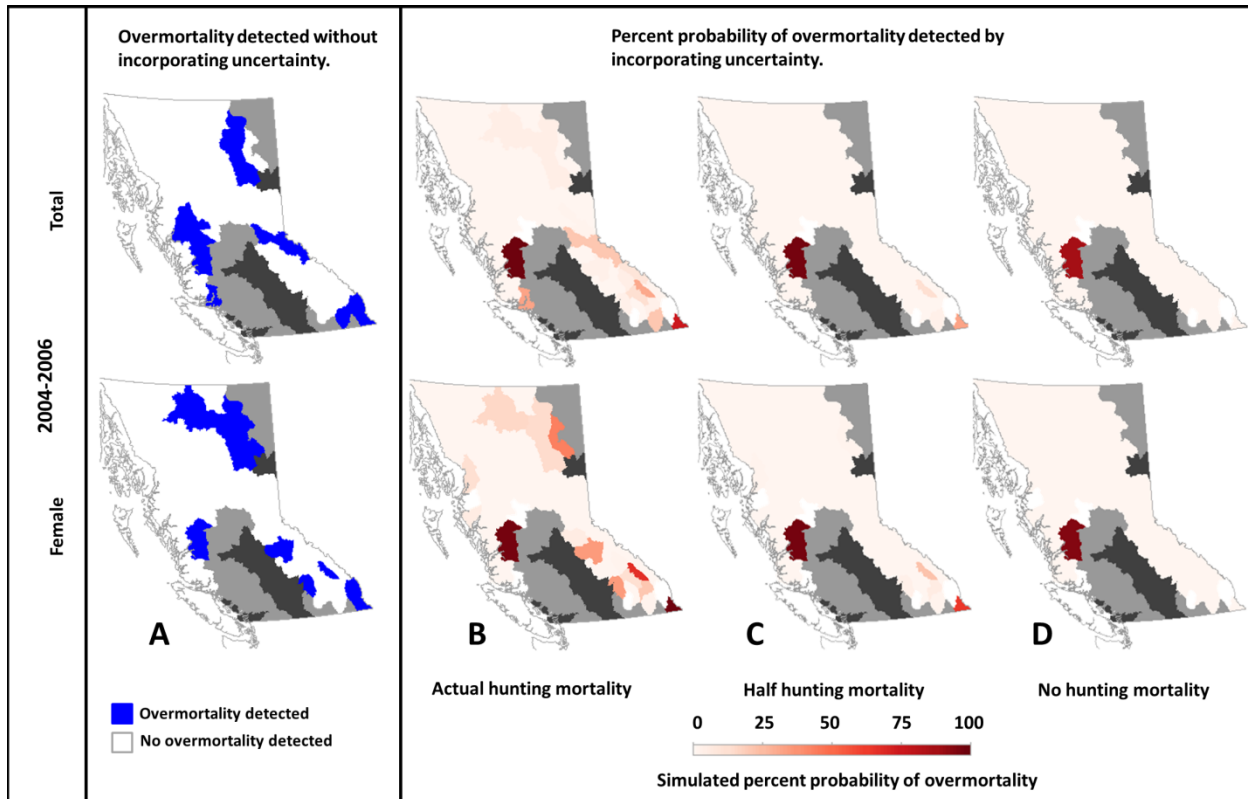 Overmortality detected without
incorporating uncertainty.
Percent probability of overmortality detected by
incorporating uncertainty.
Total
2004-2006
Female
A
B
C
D
Actual hunting mortality
Half hunting mortality
No hunting mortality
Overmortality detected
No overmortality detected
0 25 50 75 100
Simulated percent probability of overmortality